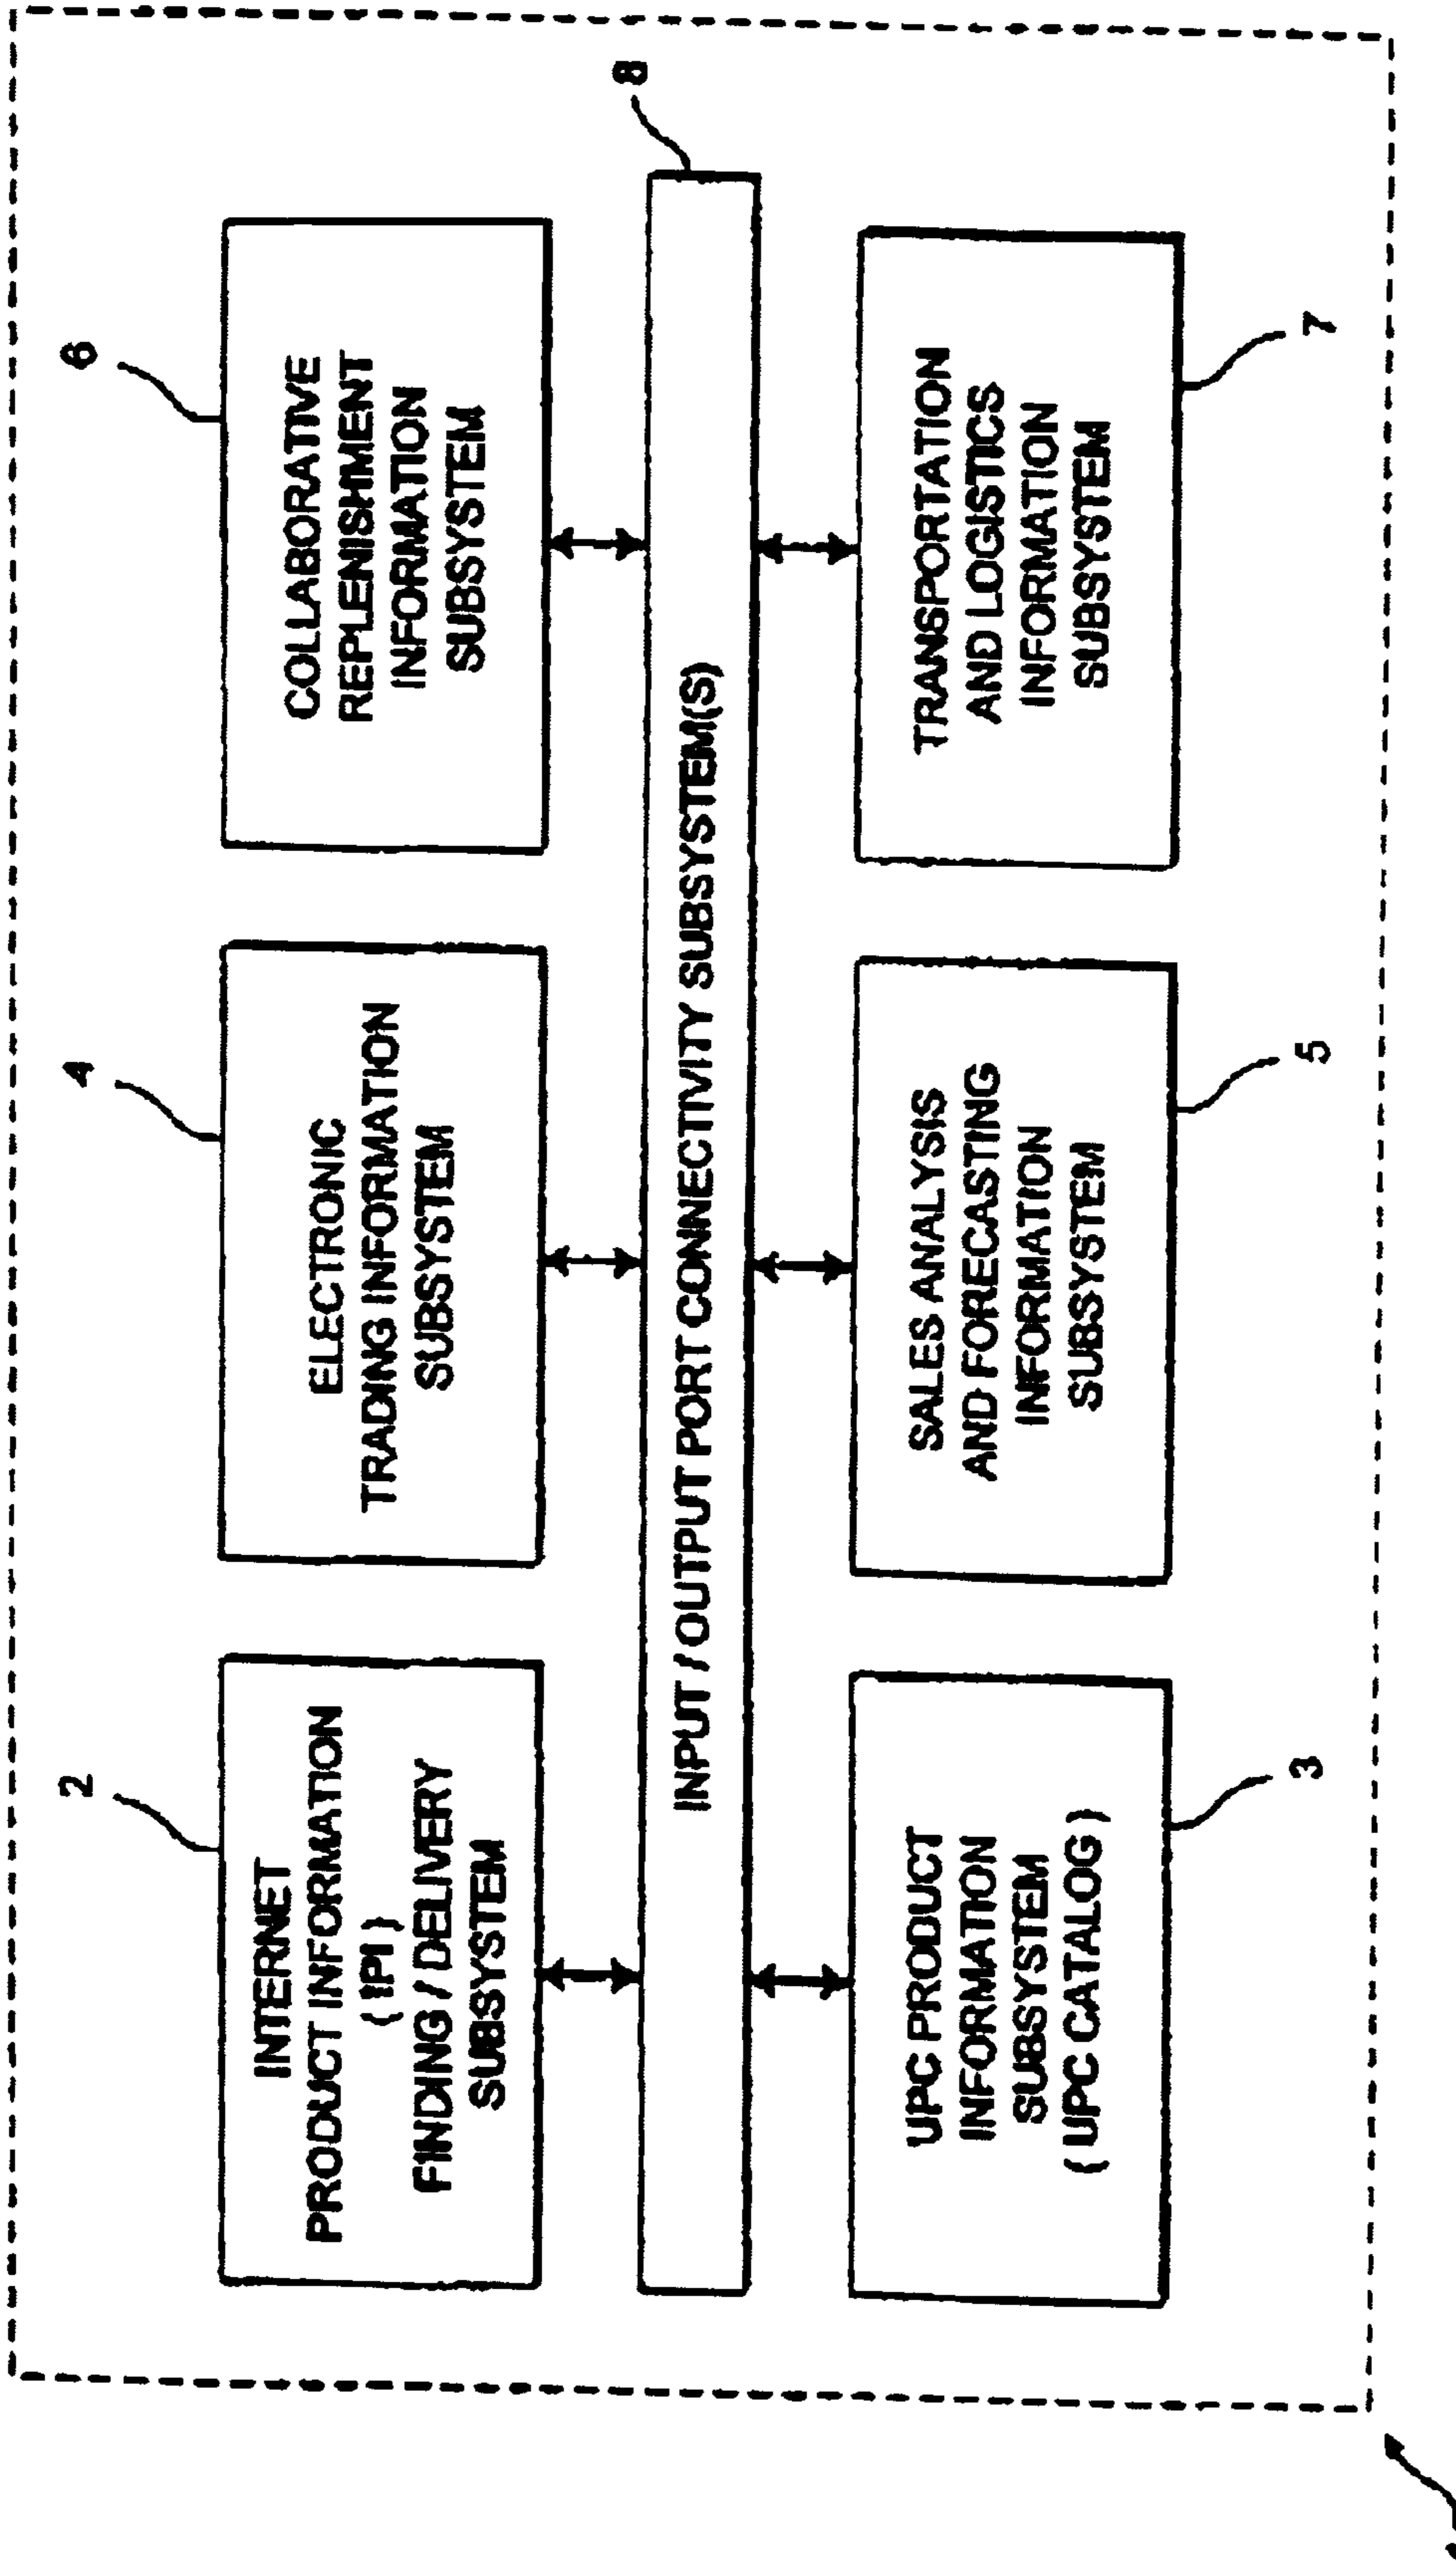 2
INTERNET
PRODUCT INFORMATION
( IPI )
FINDING / DELIVERY
SUBSYSTEM
4
ELECTRONIC
TRADING INFORMATION
SUBSYSTEM
6
COLLABORATIVE
REPLENISHMENT
INFORMATION
SUBSYSTEM
8
INPUT / OUTPUT PORT CONNECTIVITY SUBSYSTEM(S)
UPC PRODUCT
INFORMATION
SUBSYSTEM
( UPC CATALOG )
3
SALES ANALYSIS
AND FORECASTING
INFORMATION
SUBSYSTEM
5
TRANSPORTATION
AND LOGISTICS
INFORMATION
SUBSYSTEM
7